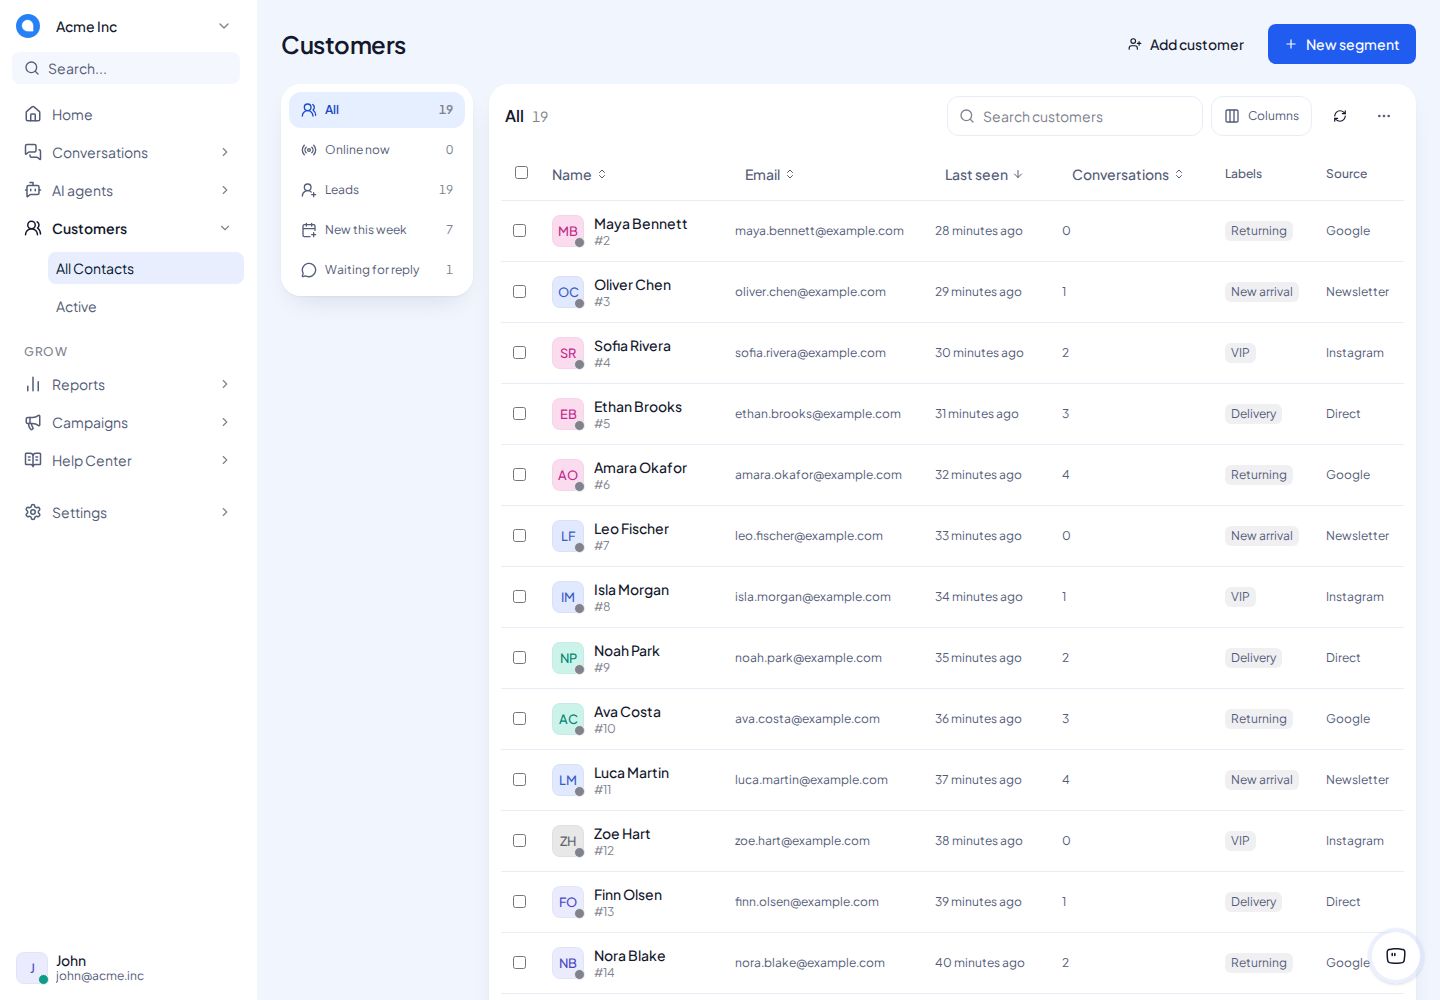 Acme Inc
Search...
Home
Conversations
AI agents
Customers
All Contacts
Active
GROW
Reports
Campaigns
Help Center
Settings
J
John
john@acme.inc
Customers
Add customer
New segment
All 19
Online now 0
Leads 19
New this week 7
Waiting for reply 1
All 19
Search customers
Columns
Name Email Last seen Conversations Labels Source
MB Maya Bennett #2 maya.bennett@example.com 28 minutes ago 0 Returning Google
OC Oliver Chen #3 oliver.chen@example.com 29 minutes ago 1 New arrival Newsletter
SR Sofia Rivera #4 sofia.rivera@example.com 30 minutes ago 2 VIP Instagram
EB Ethan Brooks #5 ethan.brooks@example.com 31 minutes ago 3 Delivery Direct
AO Amara Okafor #6 amara.okafor@example.com 32 minutes ago 4 Returning Google
LF Leo Fischer #7 leo.fischer@example.com 33 minutes ago 0 New arrival Newsletter
IM Isla Morgan #8 isla.morgan@example.com 34 minutes ago 1 VIP Instagram
NP Noah Park #9 noah.park@example.com 35 minutes ago 2 Delivery Direct
AC Ava Costa #10 ava.costa@example.com 36 minutes ago 3 Returning Google
LM Luca Martin #11 luca.martin@example.com 37 minutes ago 4 New arrival Newsletter
ZH Zoe Hart #12 zoe.hart@example.com 38 minutes ago 0 VIP Instagram
FO Finn Olsen #13 finn.olsen@example.com 39 minutes ago 1 Delivery Direct
NB Nora Blake #14 nora.blake@example.com 40 minutes ago 2 Returning Google